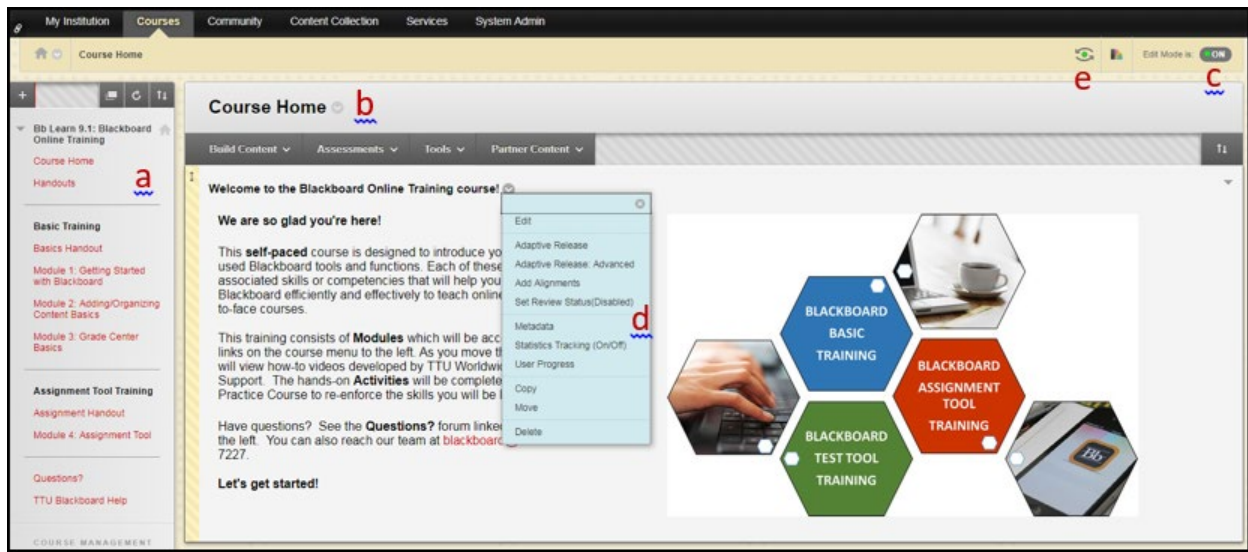 My Institution Courses Community Content Collection Services System Admin
Course Home
e
Edit Mode is: ON
c
Bb Learn 9.1: Blackboard
Online Training
Course Home
Handouts
a
Basic Training
Basics Handout
Module 1: Getting Started
with Blackboard
Module 2: Adding/Organizing
Content Basics
Module 3: Grade Center
Basics
Assignment Tool Training
Assignment Handout
Module 4: Assignment Tool
Questions?
TTU Blackboard Help
COURSE MANAGEMENT
Course Home b
Build Content Assessments Tools Partner Content
Welcome to the Blackboard Online Training course!
We are so glad you're here!
This self-paced course is designed to introduce yo
used Blackboard tools and functions. Each of these
associated skills or competencies that will help you
Blackboard efficiently and effectively to teach online
to-face courses.
This training consists of Modules which will be acc
links on the course menu to the left. As you move t
will view how-to videos developed by TTU Worldwi
Support. The hands-on Activities will be complete
Practice Course to re-enforce the skills you will be
Have questions? See the Questions? forum linke
the left. You can also reach our team at blackboard
7227.
Let's get started!
Edit
Adaptive Release
Adaptive Release: Advanced
Add Alignments
Set Review Status(Disabled)
d
Metadata
Statistics Tracking (On/Off)
User Progress
Copy
Move
Delete
BLACKBOARD
BASIC
TRAINING
BLACKBOARD
ASSIGNMENT
TOOL
TRAINING
BLACKBOARD
TEST TOOL
TRAINING
Bb